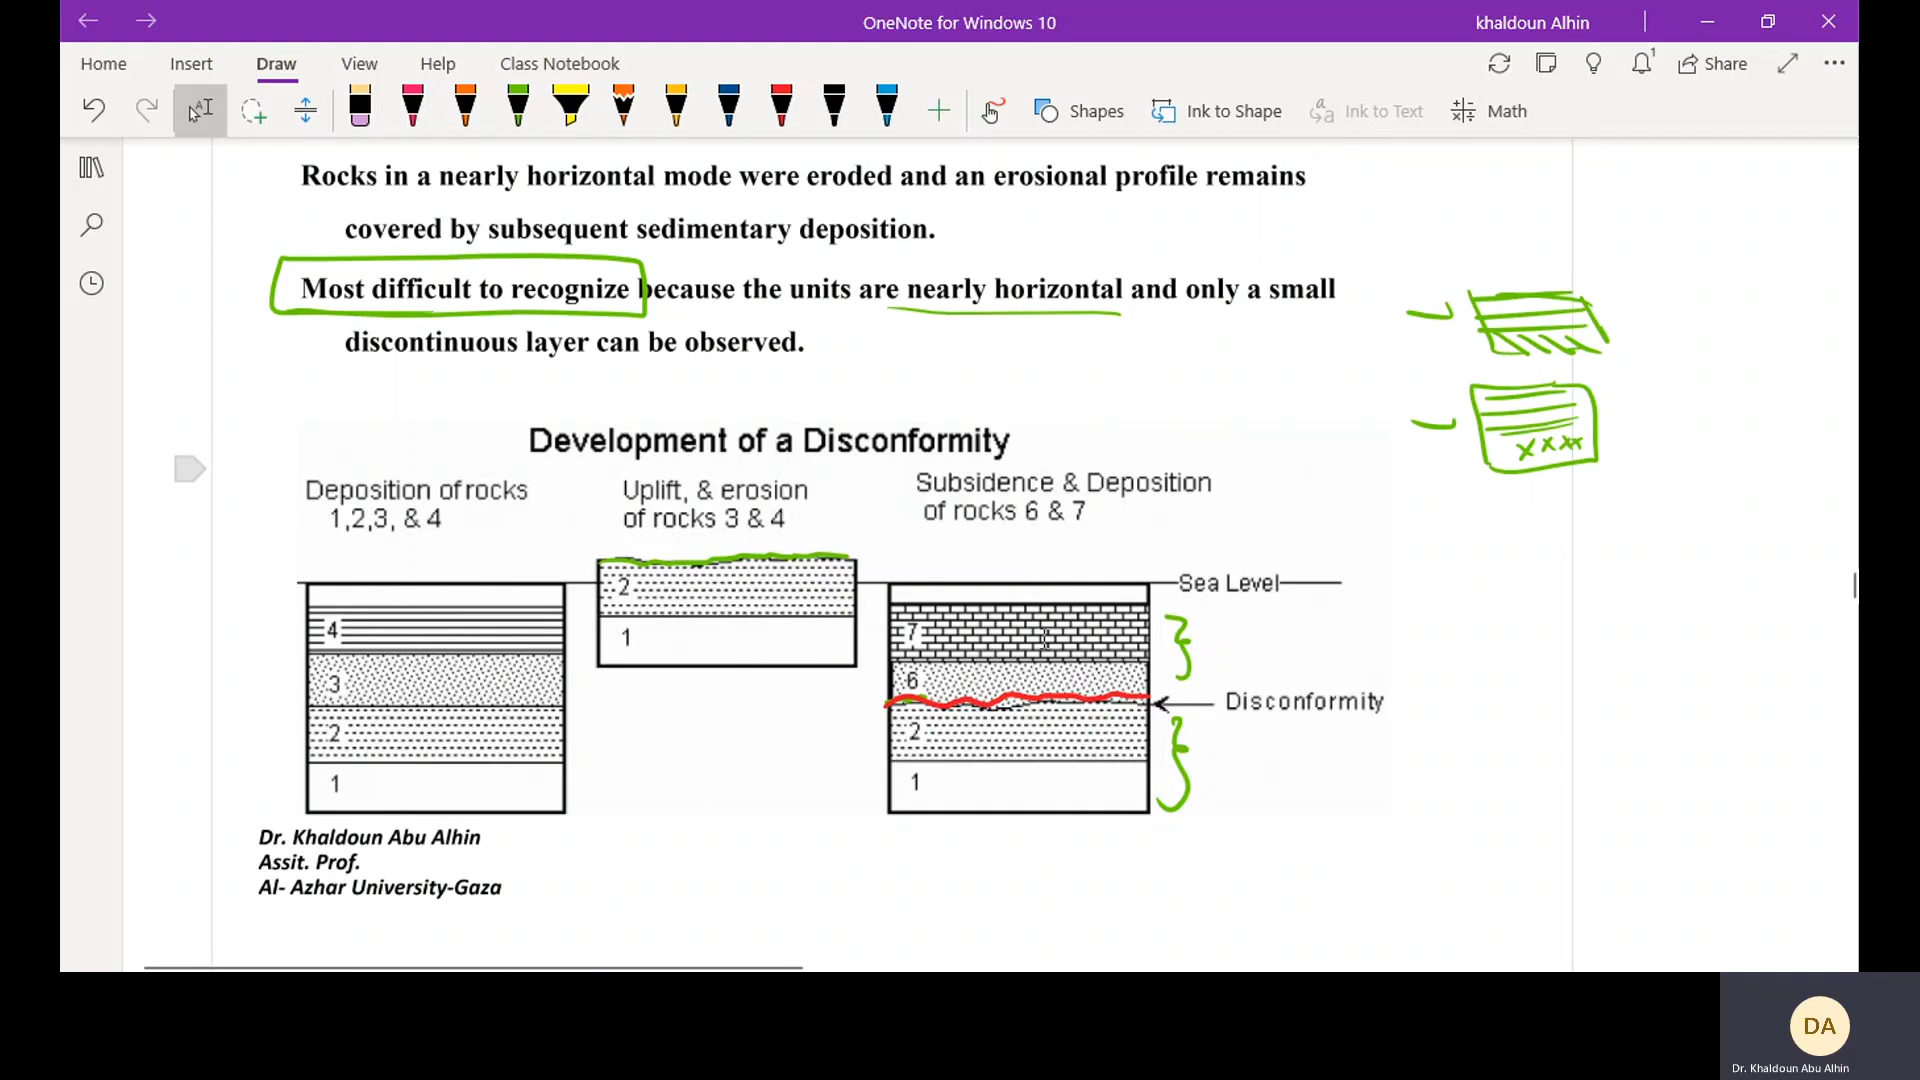 OneNote for Windows 10
khaldoun Alhin
Home Insert Draw View Help Class Notebook
1
Share
Shapes Ink to Shape Ink to Text Math
Rocks in a nearly horizontal mode were eroded and an erosional profile remains
covered by subsequent sedimentary deposition.
Most difficult to recognize because the units are nearly horizontal and only a small
discontinuous layer can be observed.
x x x x
Development of a Disconformity
Deposition of rocks
1,2,3, & 4
Uplift, & erosion
of rocks 3 & 4
Subsidence & Deposition
of rocks 6 & 7
Sea Level
4
3
2
1
2
1
7
6
2
1
Disconformity
Dr. Khaldoun Abu Alhin
Assit. Prof.
Al- Azhar University-Gaza
DA
Dr. Khaldoun Abu Alhin